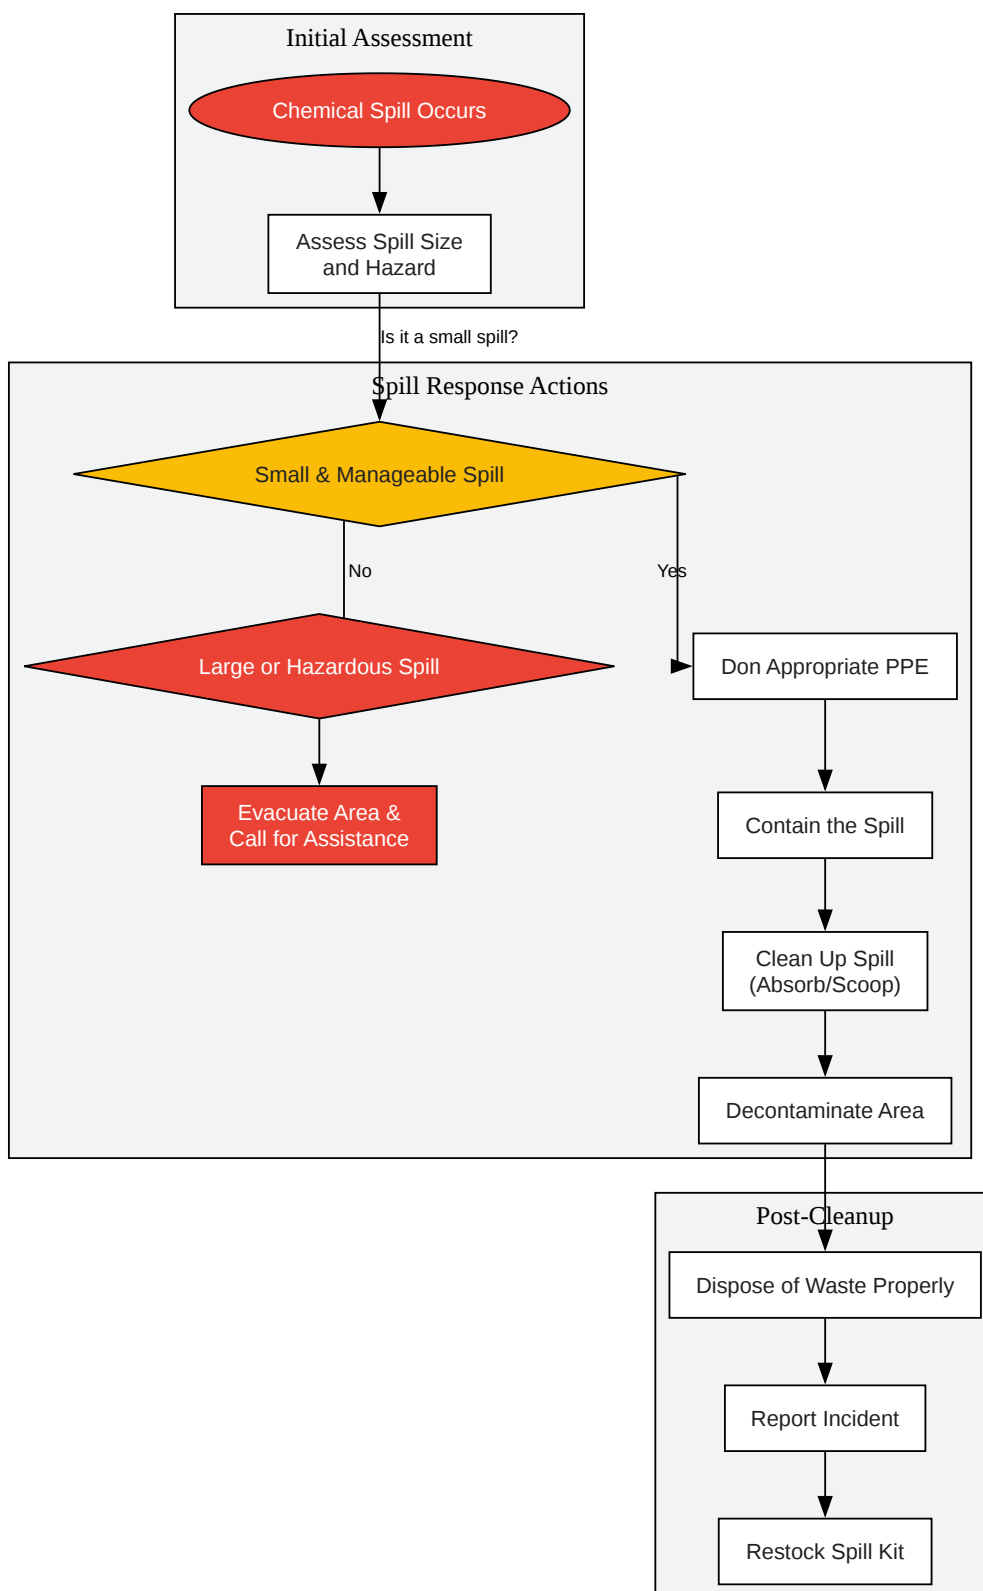 Initial Assessment
Chemical Spill Occurs
Assess Spill Size
and Hazard
Is it a small spill?
Spill Response Actions
Small & Manageable Spill
No
Yes
Large or Hazardous Spill
Don Appropriate PPE
Evacuate Area &
Call for Assistance
Contain the Spill
Clean Up Spill
(Absorb/Scoop)
Decontaminate Area
Post-Cleanup
Dispose of Waste Properly
Report Incident
Restock Spill Kit